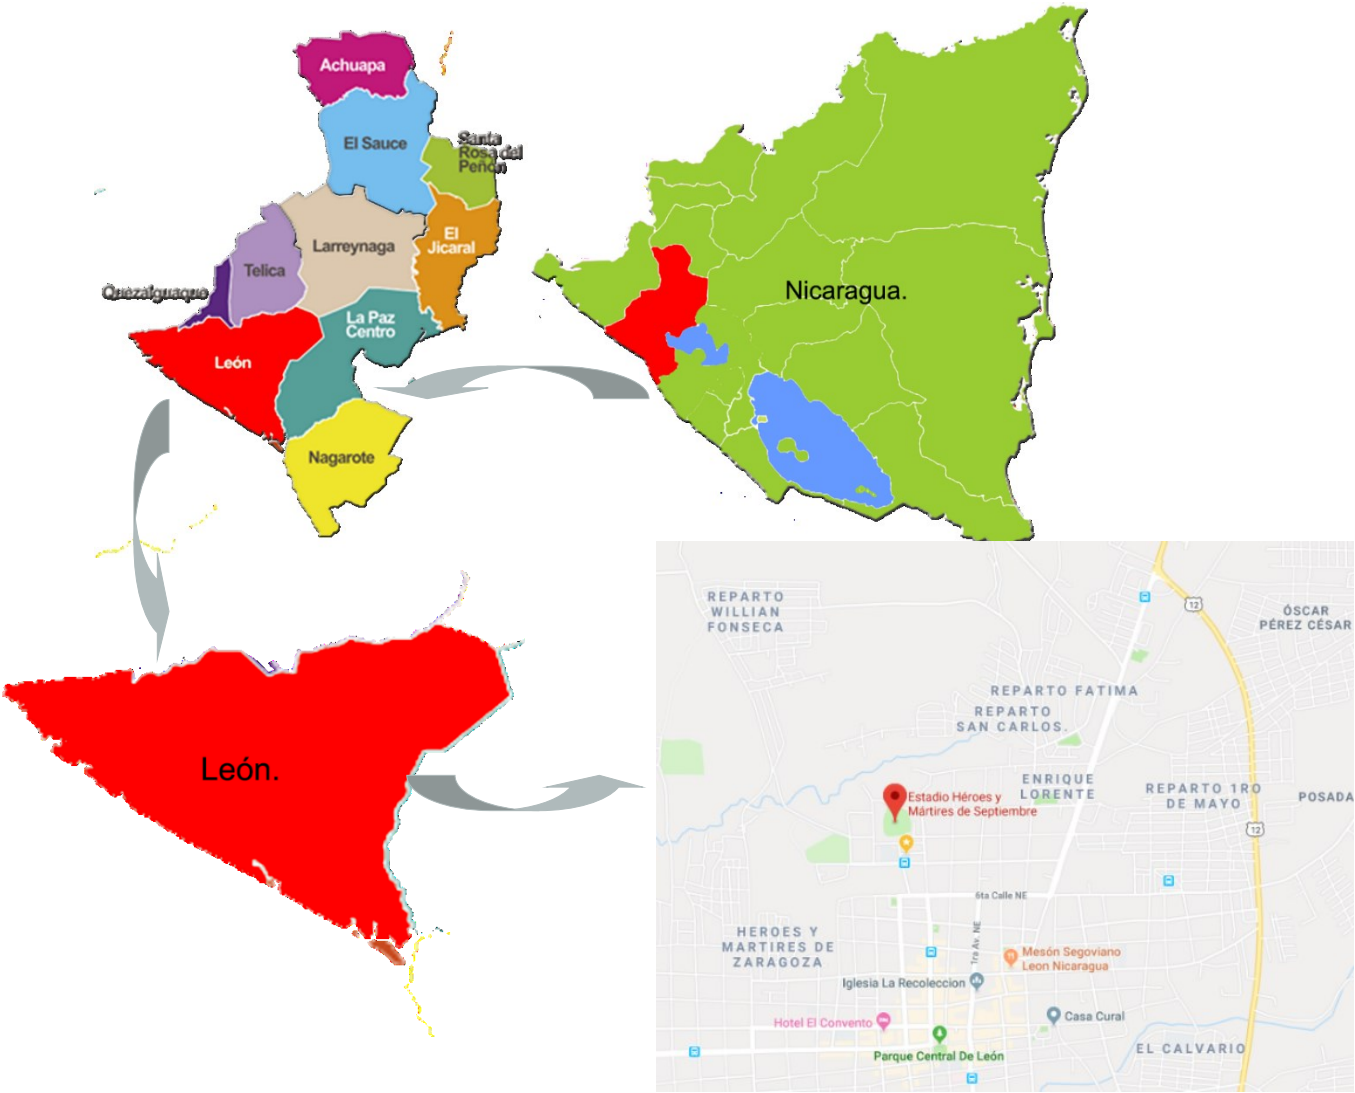 Achuapa
El Sauce
Santa
Rosa del
Peñón
El
Jicaral
Larreynaga
Telica
Quezalguaque
La Paz
Centro
León
Nagarote
Nicaragua.
León.
REPARTO
WILLIAN
FONSECA
12
ÓSCAR
PÉREZ CÉSAR
REPARTO FATIMA
REPARTO
SAN CARLOS.
ENRIQUE
LORENTE
REPARTO 1RO
DE MAYO
POSADA
Estadio Héroes y
Mártires de Septiembre
12
6ta Calle NE
1ra Av. NE
HEROES Y
MARTIRES DE
ZARAGOZA
Mesón Segoviano
Leon Nicaragua
Iglesia La Recoleccion
Hotel El Convento
Casa Cural
Parque Central De León
EL CALVARIO